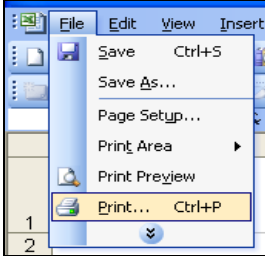 File Edit View Insert
Save Ctrl+S
Save As...
Page Setup...
Print Area
Print Preview
Print... Ctrl+P
1
2